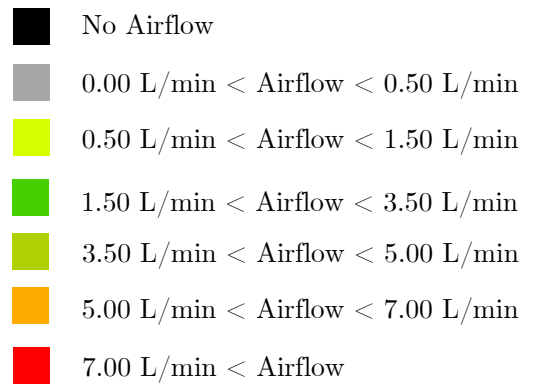 No Airflow
0.00 L/min < Airflow < 0.50 L/min
0.50 L/min < Airflow < 1.50 L/min
1.50 L/min < Airflow < 3.50 L/min
3.50 L/min < Airflow < 5.00 L/min
5.00 L/min < Airflow < 7.00 L/min
7.00 L/min < Airflow